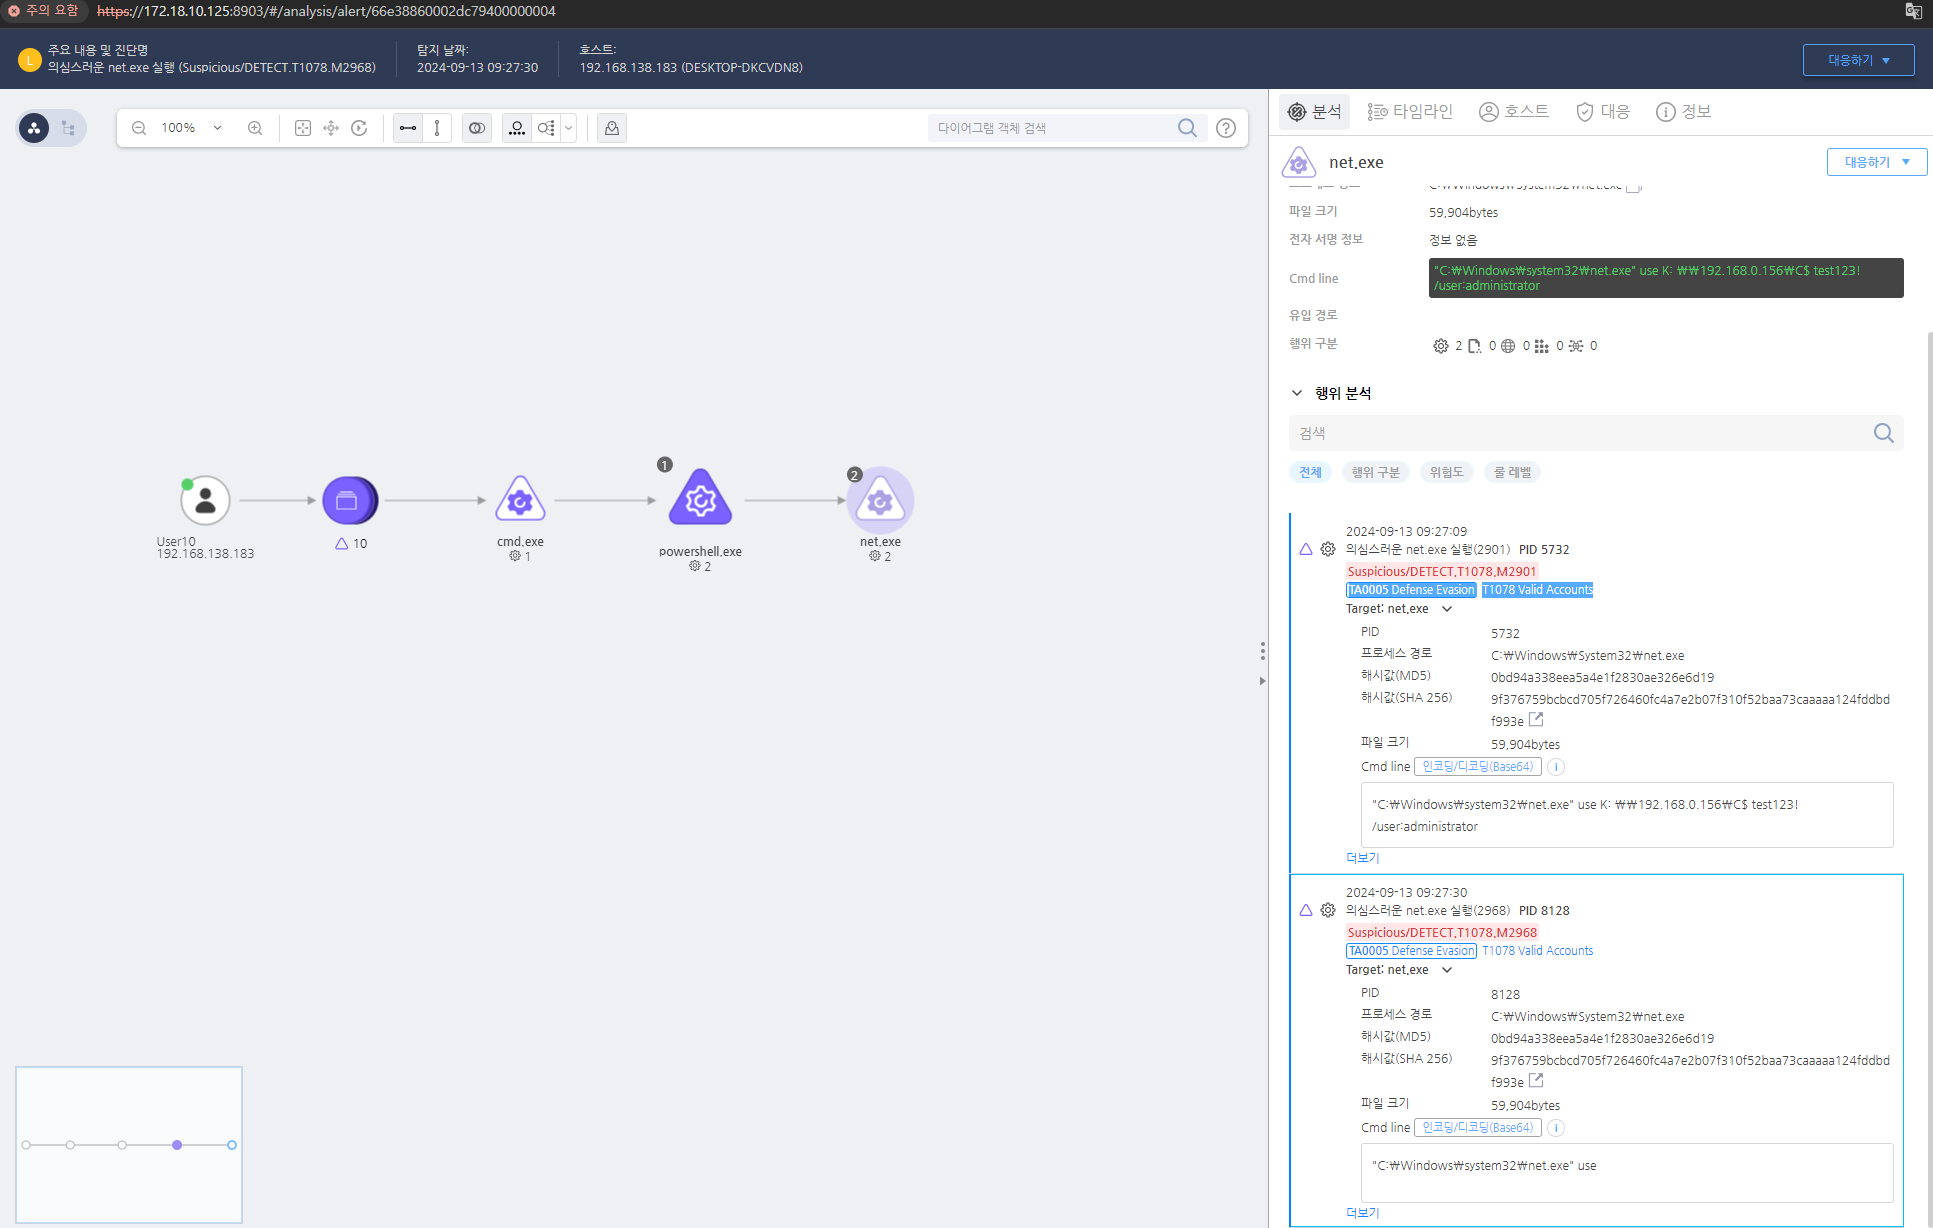 주의 요함 https://172.18.10.125:8903/#/analysis/alert/66e38860002dc79400000004
L
주요 내용 및 진단명
의심스러운 net.exe 실행 (Suspicious/DETECT.T1078.M2968)
탐지 날짜:
2024-09-13 09:27:30
호스트:
192.168.138.183 (DESKTOP-DKCVDN8)
대응하기
100%
다이어그램 객체 검색
User10
192.168.138.183
10
cmd.exe
1
1
powershell.exe
2
2
net.exe
2
분석 타임라인 호스트 대응 정보
net.exe
대응하기
파일 크기 59,904bytes
전자 서명 정보 정보 없음
Cmd line "C:₩Windows₩system32₩net.exe" use K: ₩₩192.168.0.156₩C$ test123!
/user:administrator
유입 경로
행위 구분 2 0 0 0 0
행위 분석
검색
전체 행위 구분 위험도 룰 레벨
2024-09-13 09:27:09
의심스러운 net.exe 실행(2901) PID 5732
Suspicious/DETECT.T1078.M2901
TA0005 Defense Evasion T1078 Valid Accounts
Target: net.exe
PID 5732
프로세스 경로 C:₩Windows₩System32₩net.exe
해시값(MD5) 0bd94a338eea5a4e1f2830ae326e6d19
해시값(SHA 256) 9f376759bcbcd705f726460fc4a7e2b07f310f52baa73caaaaa124fddbd
f993e
파일 크기 59,904bytes
Cmd line 인코딩/디코딩(Base64)
"C:₩Windows₩system32₩net.exe" use K: ₩₩192.168.0.156₩C$ test123!
/user:administrator
더보기
2024-09-13 09:27:30
의심스러운 net.exe 실행(2968) PID 8128
Suspicious/DETECT.T1078.M2968
TA0005 Defense Evasion T1078 Valid Accounts
Target: net.exe
PID 8128
프로세스 경로 C:₩Windows₩System32₩net.exe
해시값(MD5) 0bd94a338eea5a4e1f2830ae326e6d19
해시값(SHA 256) 9f376759bcbcd705f726460fc4a7e2b07f310f52baa73caaaaa124fddbd
f993e
파일 크기 59,904bytes
Cmd line 인코딩/디코딩(Base64)
"C:₩Windows₩system32₩net.exe" use
더보기